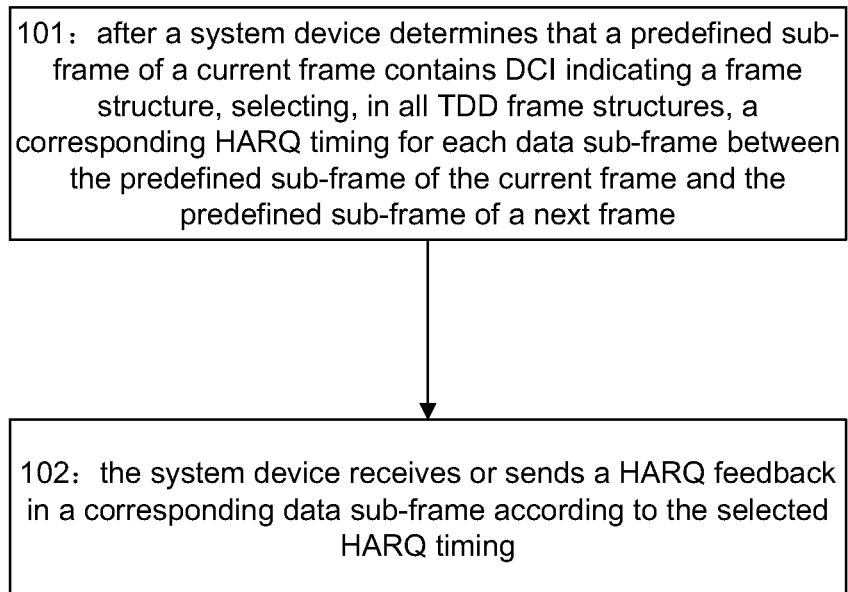 101：after a system device determines that a predefined sub-
frame of a current frame contains DCI indicating a frame
structure, selecting, in all TDD frame structures, a
corresponding HARQ timing for each data sub-frame between
the predefined sub-frame of the current frame and the
predefined sub-frame of a next frame
102：the system device receives or sends a HARQ feedback
in a corresponding data sub-frame according to the selected
HARQ timing